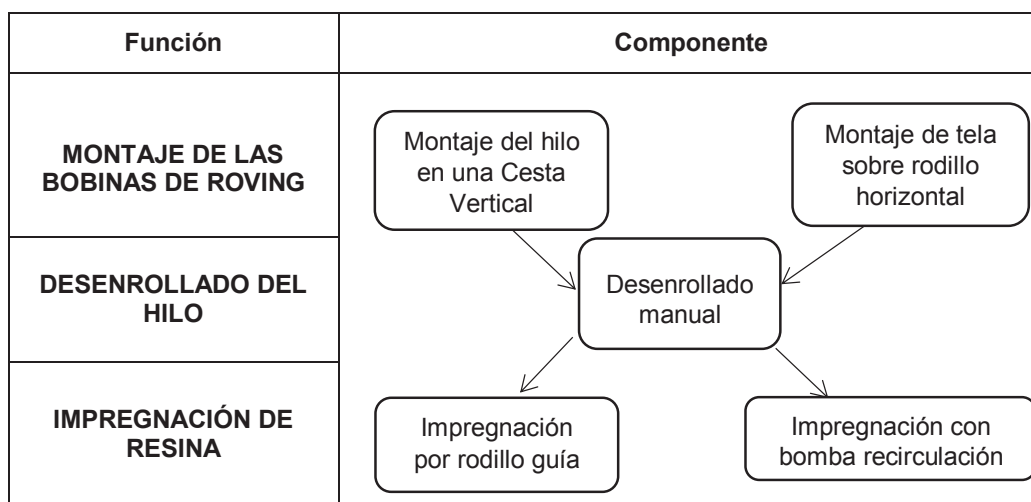 Función
Componente
MONTAJE DE LAS
BOBINAS DE ROVING
Montaje del hilo
en una Cesta
Vertical
Montaje de tela
sobre rodillo
horizontal
DESENROLLADO DEL
HILO
Desenrollado
manual
IMPREGNACIÓN DE
RESINA
Impregnación
por rodillo guía
Impregnación con
bomba recirculación